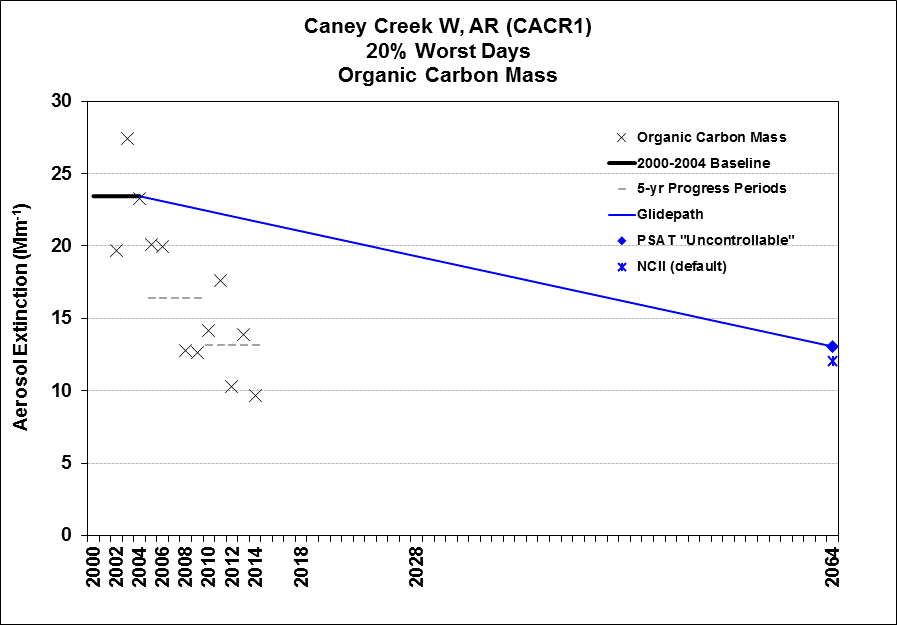 Caney Creek W, AR (CACR1)
20% Worst Days
Organic Carbon Mass
Aerosol Extinction (Mm-1)
30
25
20
15
10
5
0
Organic Carbon Mass
2000-2004 Baseline
5-yr Progress Periods
Glidepath
PSAT "Uncontrollable"
NCII (default)
2000
2002
2004
2006
2008
2010
2012
2014
2018
2028
2064